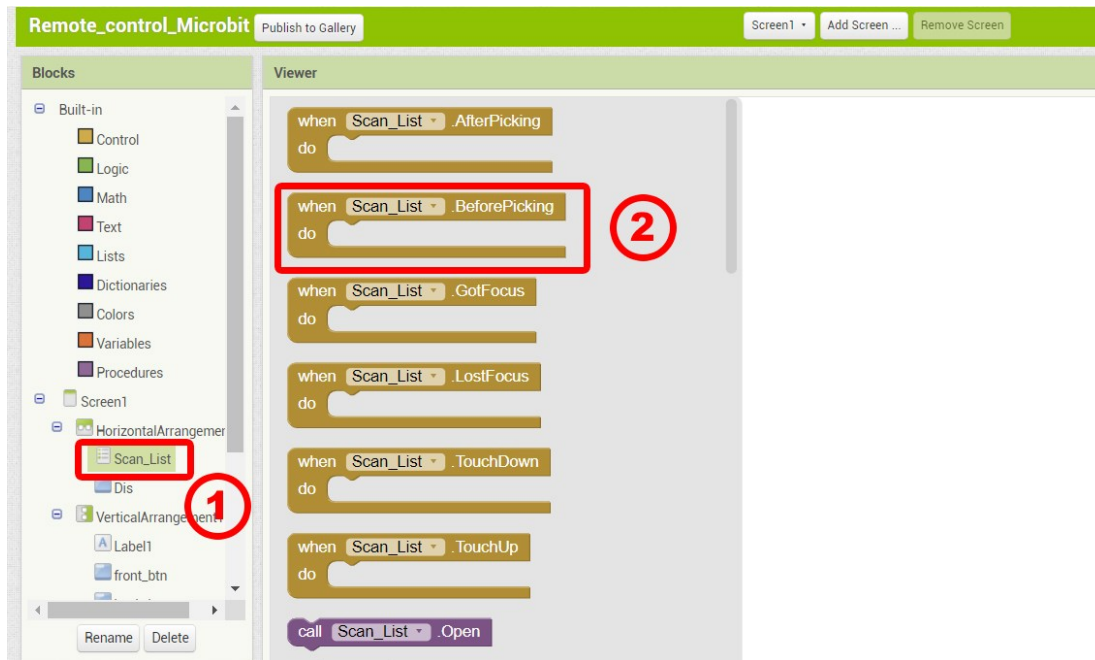 Remote_control_Microbit Publish to Gallery Screen1 Add Screen ... Remove Screen
Blocks
Built-in
Control
Logic
Math
Text
Lists
Dictionaries
Colors
Variables
Procedures
Screen1
HorizontalArrangemen
Scan_List
1
Dis
VerticalArrangement1
Label1
front_btn
Rename Delete
Viewer
when Scan_List .AfterPicking
do
when Scan_List .BeforePicking
do
2
when Scan_List .GotFocus
do
when Scan_List .LostFocus
do
when Scan_List .TouchDown
do
when Scan_List .TouchUp
do
call Scan_List .Open